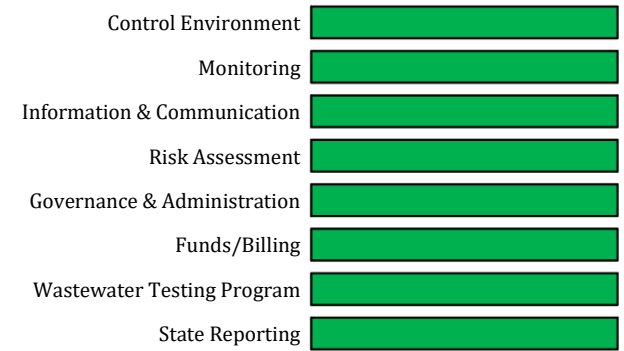 Control Environment
Monitoring
Information & Communication
Risk Assessment
Governance & Administration
Funds/Billing
Wastewater Testing Program
State Reporting